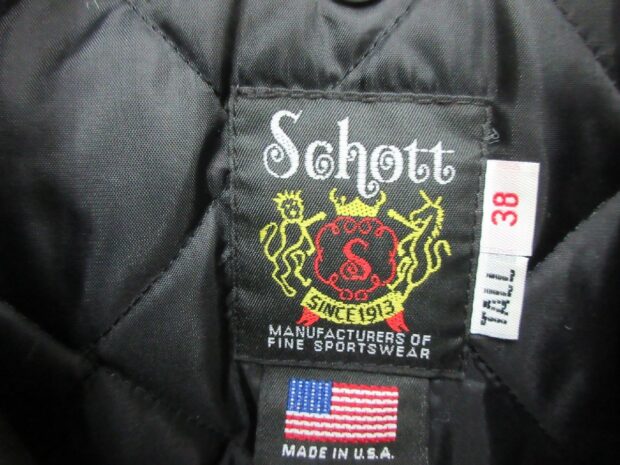 Schott
S
SINCE 1913
MANUFACTURERS OF
FINE SPORTSWEAR
MADE IN U.S.A.
38
TALL